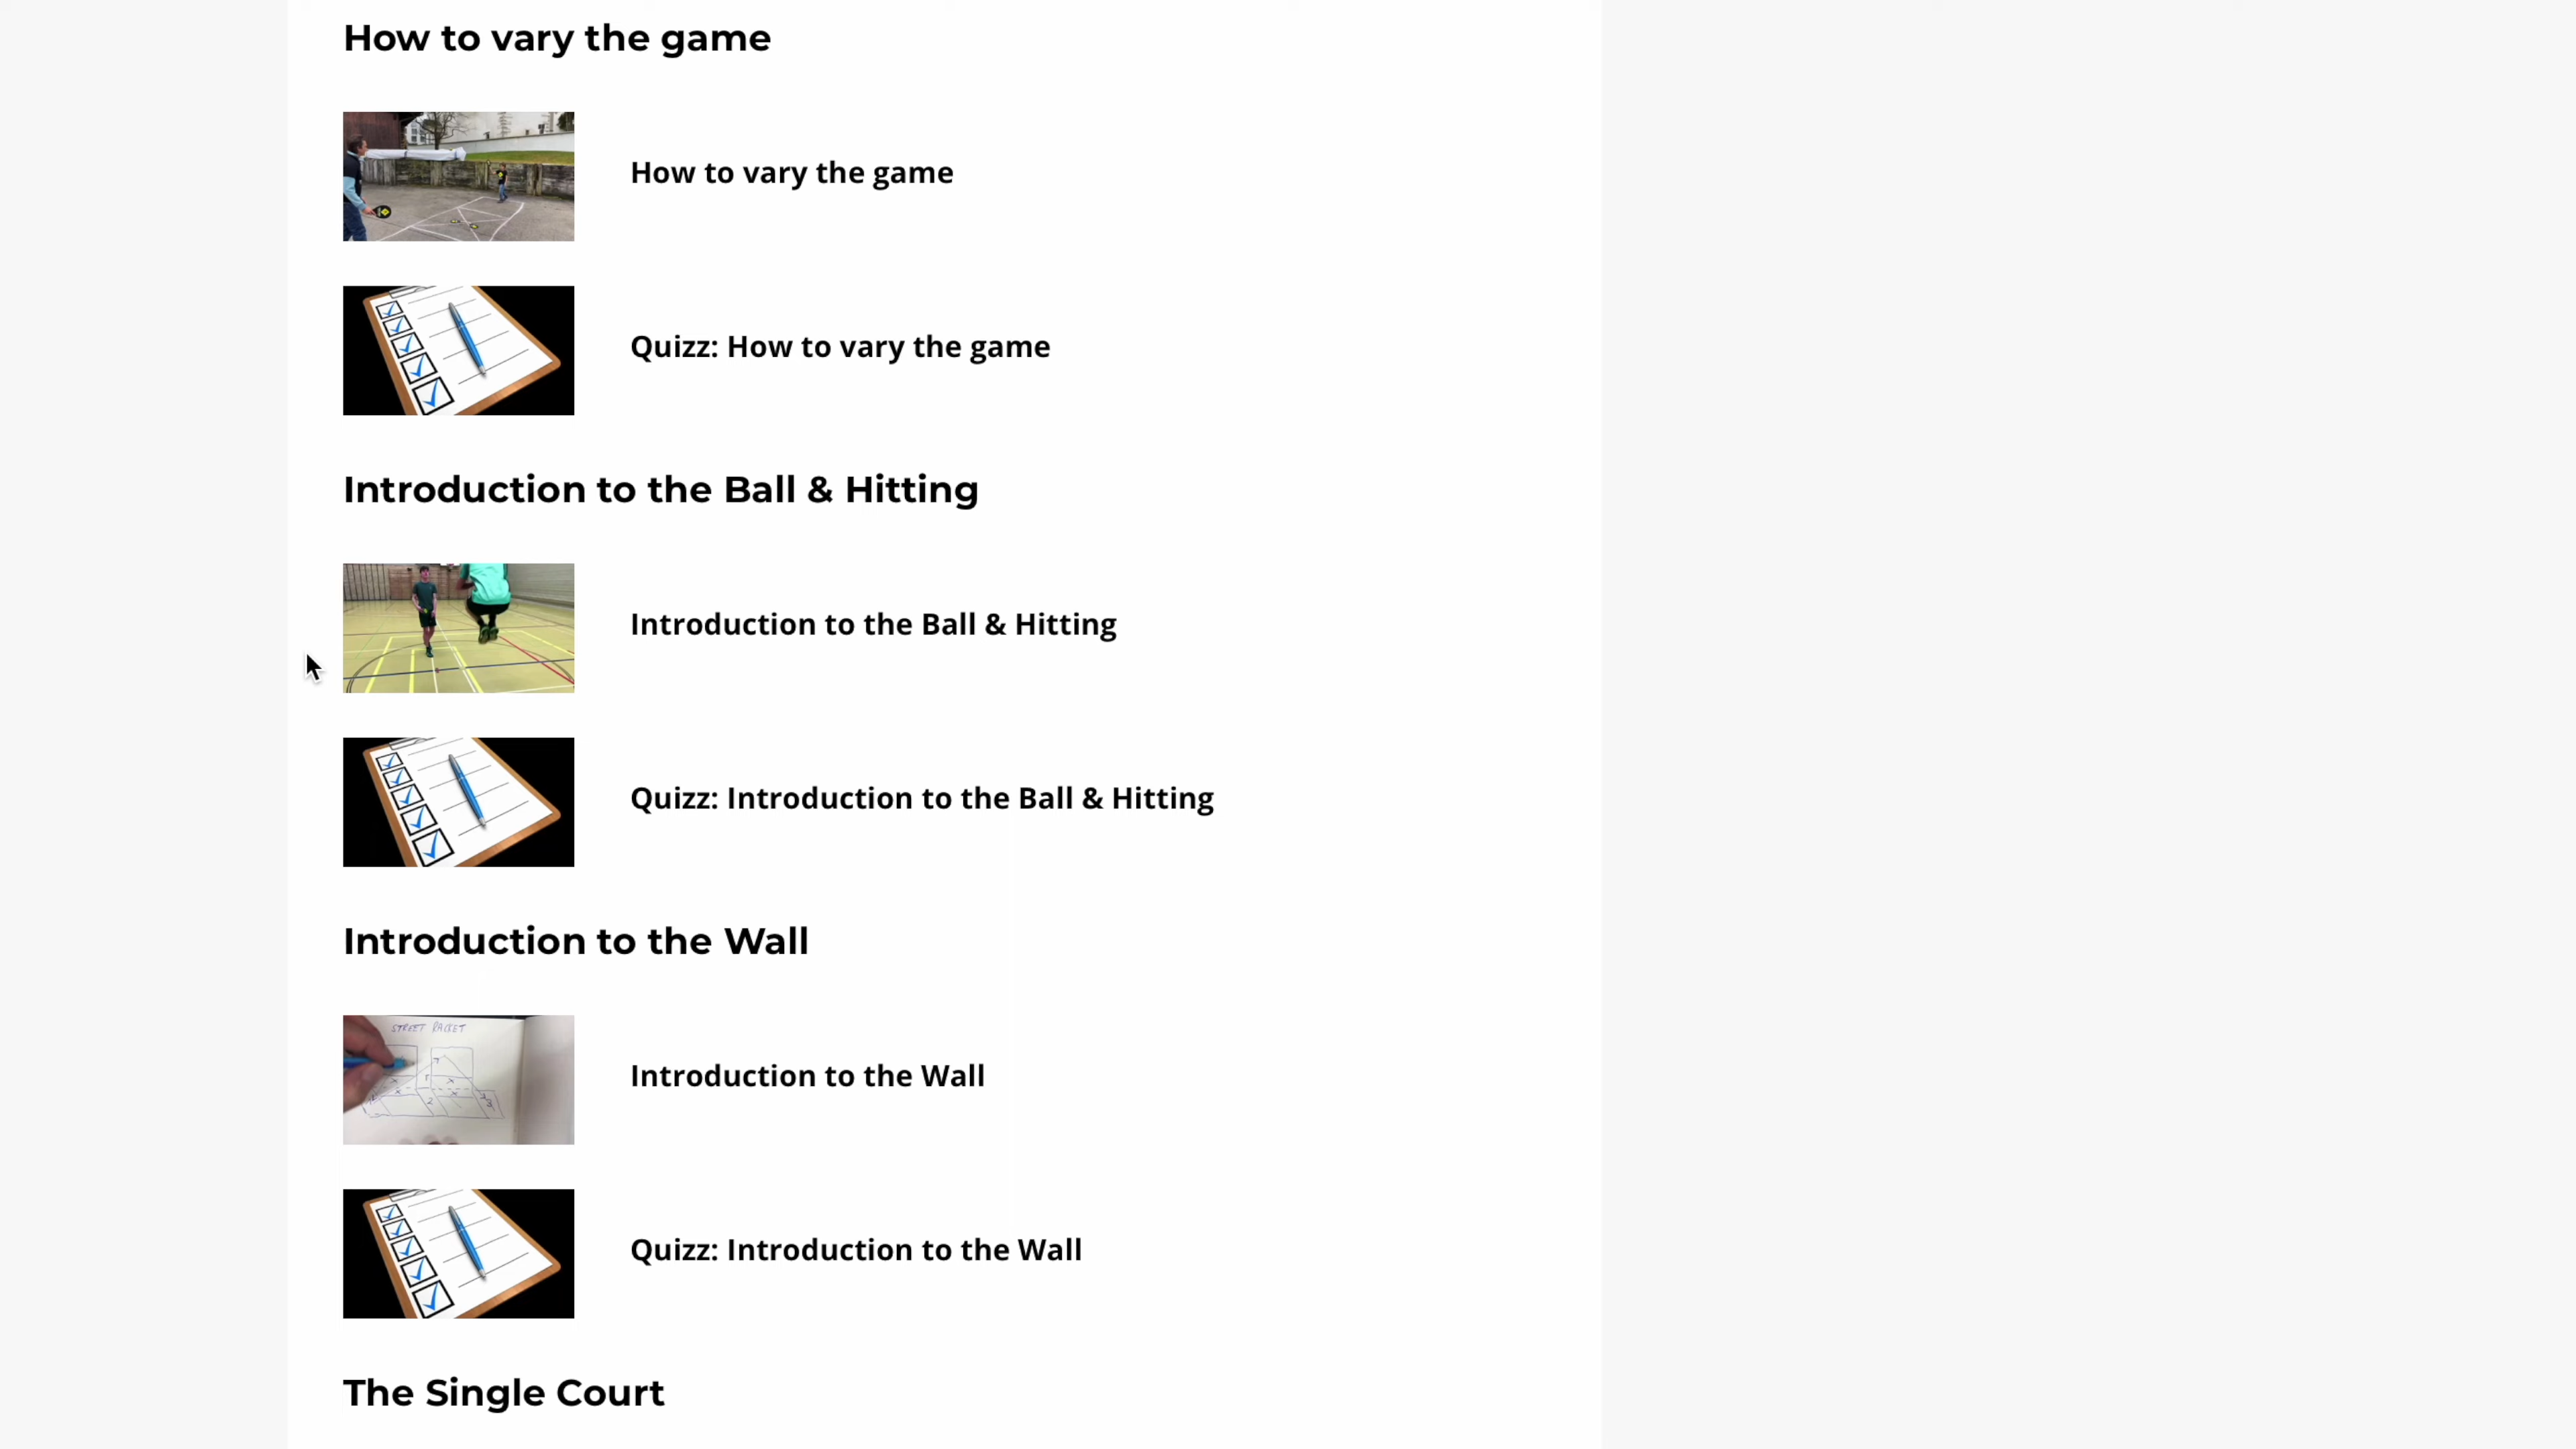 How to vary the game
How to vary the game
Quizz: How to vary the game
Introduction to the Ball & Hitting
Introduction to the Ball & Hitting
Quizz: Introduction to the Ball & Hitting
Introduction to the Wall
STREET RACKET
Introduction to the Wall
Quizz: Introduction to the Wall
The Single Court